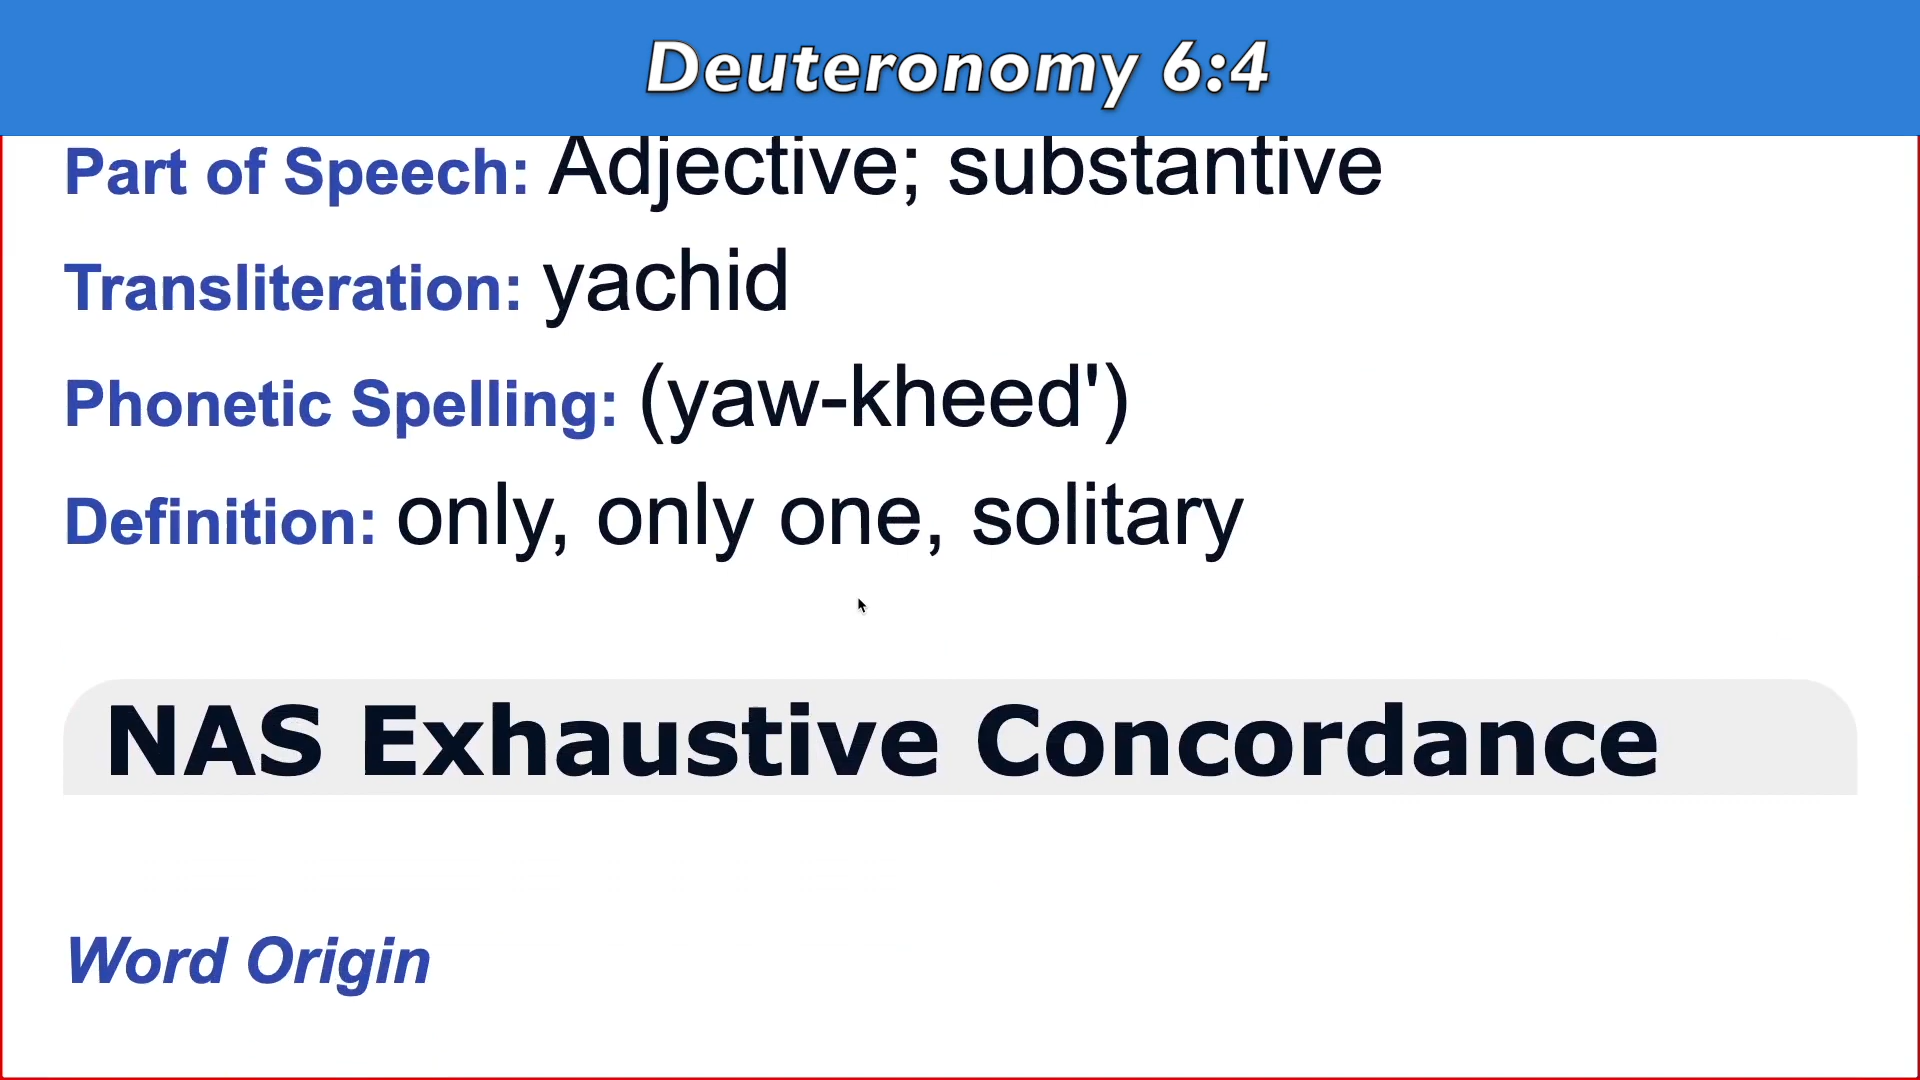 Deuteronomy 6:4
Part of Speech: Adjective; substantive
Transliteration: yachid
Phonetic Spelling: (yaw-kheed')
Definition: only, only one, solitary
NAS Exhaustive Concordance
Word Origin